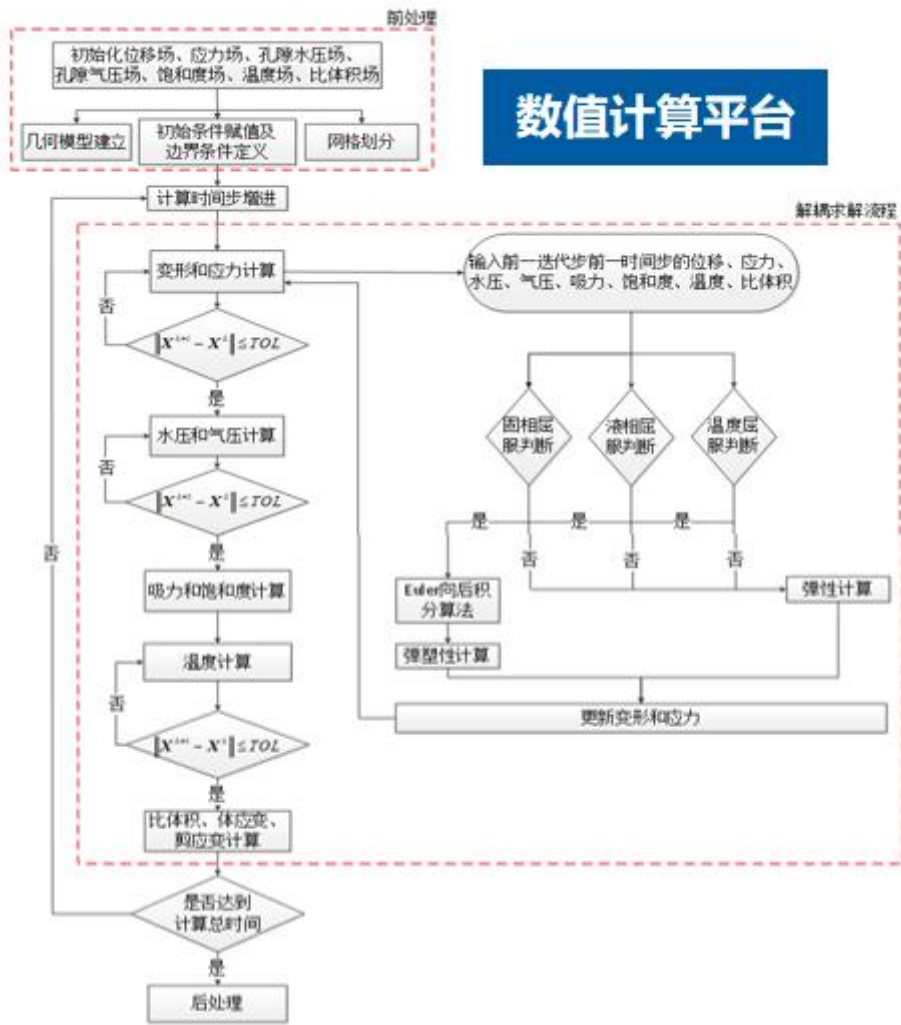 前处理
初始化位移场、应力场、孔隙水压场、
孔隙气压场、饱和度场、温度场、比体积场
数值计算平台
几何模型建立
初始条件赋值及
边界条件定义
网格划分
计算时间步增进
解耦求解流程
变形和应力计算
输入前一迭代步前一时间步的位移、应力、
水压、气压、吸力、饱和度、温度、比体积
否
≤TOL
是
固相屈
服判断
液相屈
服判断
温度屈
服判断
水压和气压计算
否
≤TOL
是
是
是
是
否
否
否
否
吸力和饱和度计算
Euler向后积
分算法
弹性计算
温度计算
弹塑性计算
否
更新变形和应力
≤TOL
是
比体积、体应变、
剪应变计算
是否达到
计算总时间
是
后处理